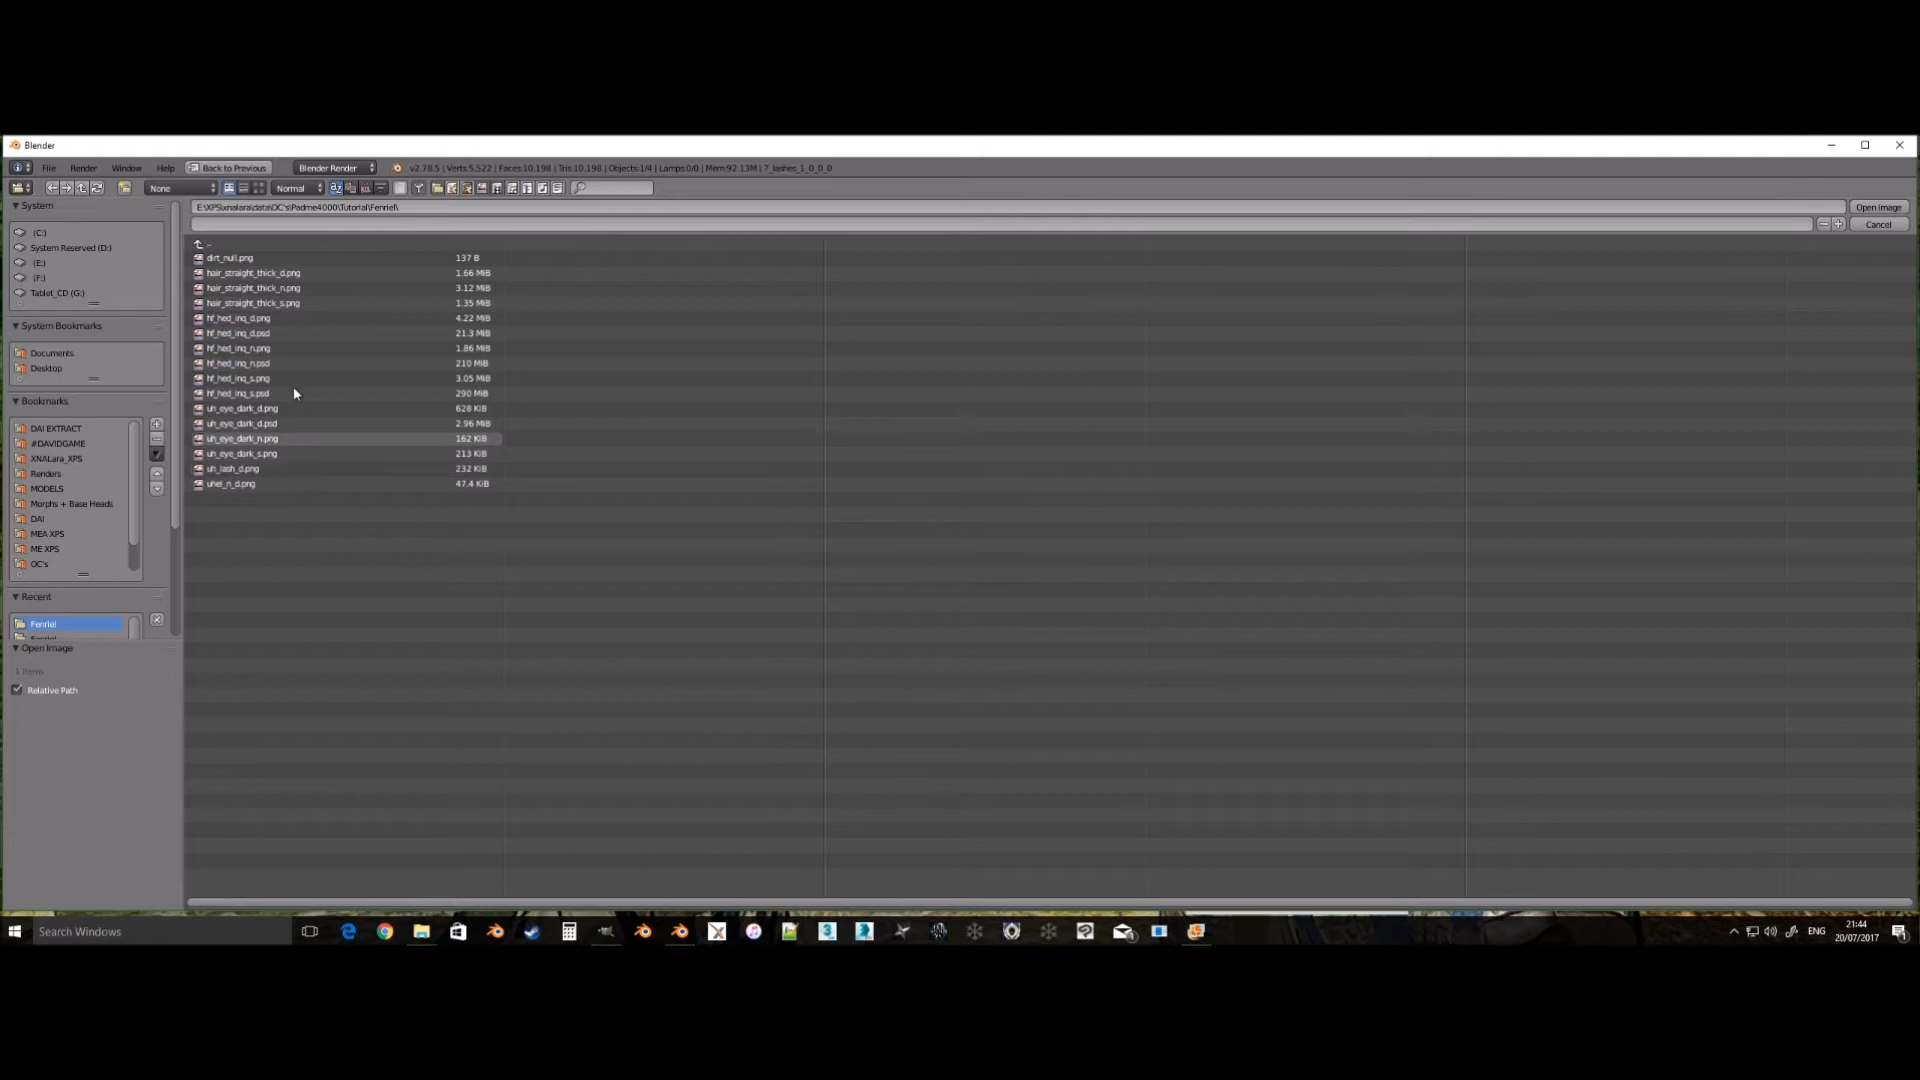 Blender
File Render Window Help Back to Previous Blender Render v2.78.5 | Verts:5,522 | Faces:10,198 | Tris:10,198 | Objects:1/4 | Lamps:0/0 | Mem:92.13M | 7_lashes_1_0_0_0
None Normal
System
E:\XPS\xnalara\data\OC's\Padme4000\Tutorial\Fenriel\ Open Image
Cancel
(C:)
System Reserved (D:)
(E:)
(F:)
Tablet_CD (G:)
System Bookmarks
Documents
Desktop
Bookmarks
DAI EXTRACT
#DAVIDGAME
XNALara_XPS
Renders
MODELS
Morphs + Base Heads
DAI
MEA XPS
ME XPS
OC's
Recent
Fenriel
Open Image
1 items
Relative Path
..
dirt_null.png 137 B
hair_straight_thick_d.png 1.66 MiB
hair_straight_thick_n.png 3.12 MiB
hair_straight_thick_s.png 1.35 MiB
hf_hed_inq_d.png 4.22 MiB
hf_hed_inq_d.psd 21.3 MiB
hf_hed_inq_n.png 1.86 MiB
hf_hed_inq_n.psd 210 MiB
hf_hed_inq_s.png 3.05 MiB
hf_hed_inq_s.psd 290 MiB
uh_eye_dark_d.png 628 KiB
uh_eye_dark_d.psd 2.96 MiB
uh_eye_dark_n.png 162 KiB
uh_eye_dark_s.png 213 KiB
uh_lash_d.png 232 KiB
uhel_n_d.png 47.4 KiB
Search Windows
ENG
21:44
20/07/2017